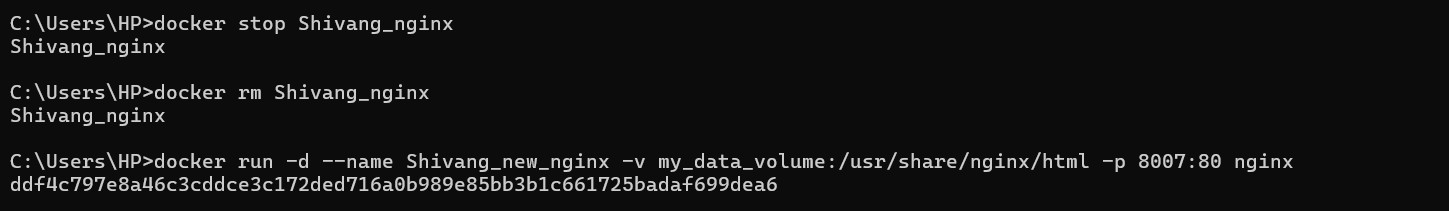 C:\Users\HP>docker stop Shivang_nginx
Shivang_nginx
C:\Users\HP>docker rm Shivang_nginx
Shivang_nginx
C:\Users\HP>docker run -d --name Shivang_new_nginx -v my_data_volume:/usr/share/nginx/html -p 8007:80 nginx
ddf4c797e8a46c3cddce3c172ded716a0b989e85bb3b1c661725badaf699dea6